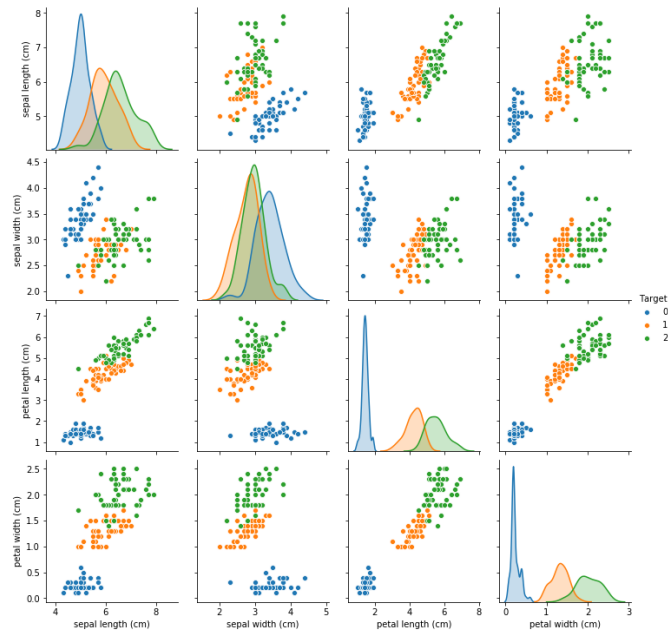 sepal length (cm)
8
7
6
5
sepal width (cm)
4.5
4.0
3.5
3.0
2.5
2.0
Target
0
1
2
petal length (cm)
7
6
5
4
3
2
1
petal width (cm)
2.5
2.0
1.5
1.0
0.5
0.0
4 6 8
2 3 4 5
2 4 6 8
0 1 2 3
sepal length (cm) sepal width (cm) petal length (cm) petal width (cm)